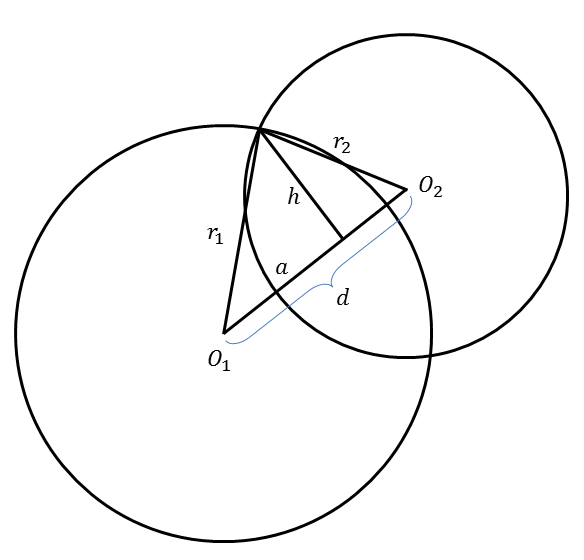 r₂
O₂
h
r₁
a
d
O₁